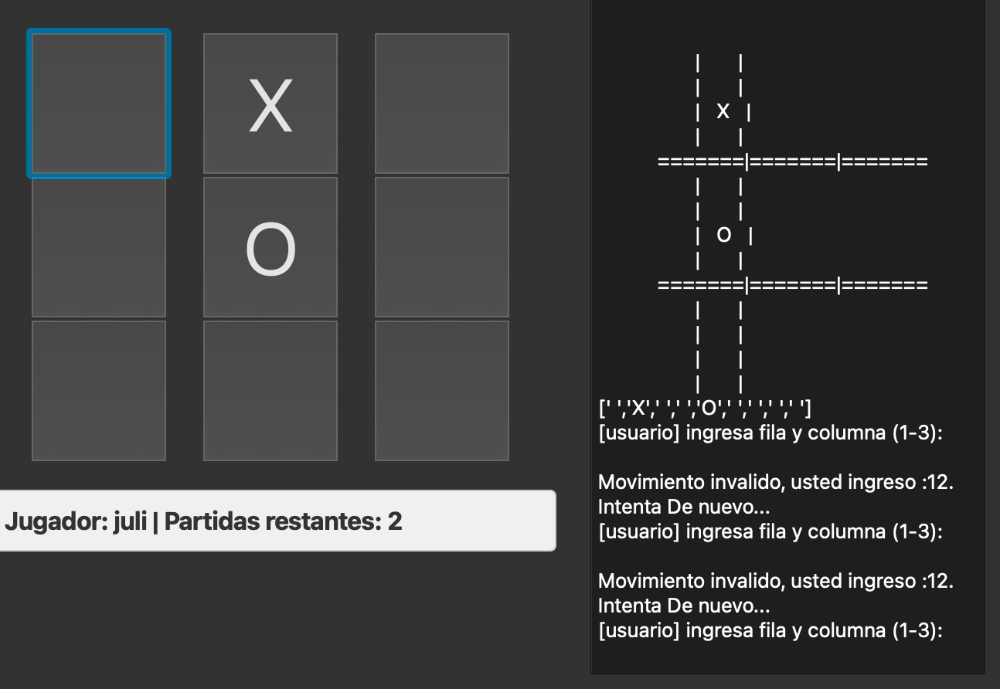 X
O
Jugador: juli | Partidas restantes: 2
|      |
|      |
|  X  |
|      |
=======|=======|=======
|      |
|      |
|  O  |
|      |
=======|=======|=======
|      |
|      |
|      |
|      |
[' ','X',' ',' ','O',' ',' ',' ',' ']
[usuario] ingresa fila y columna (1-3):
Movimiento invalido, usted ingreso :12.
Intenta De nuevo...
[usuario] ingresa fila y columna (1-3):
Movimiento invalido, usted ingreso :12.
Intenta De nuevo...
[usuario] ingresa fila y columna (1-3):